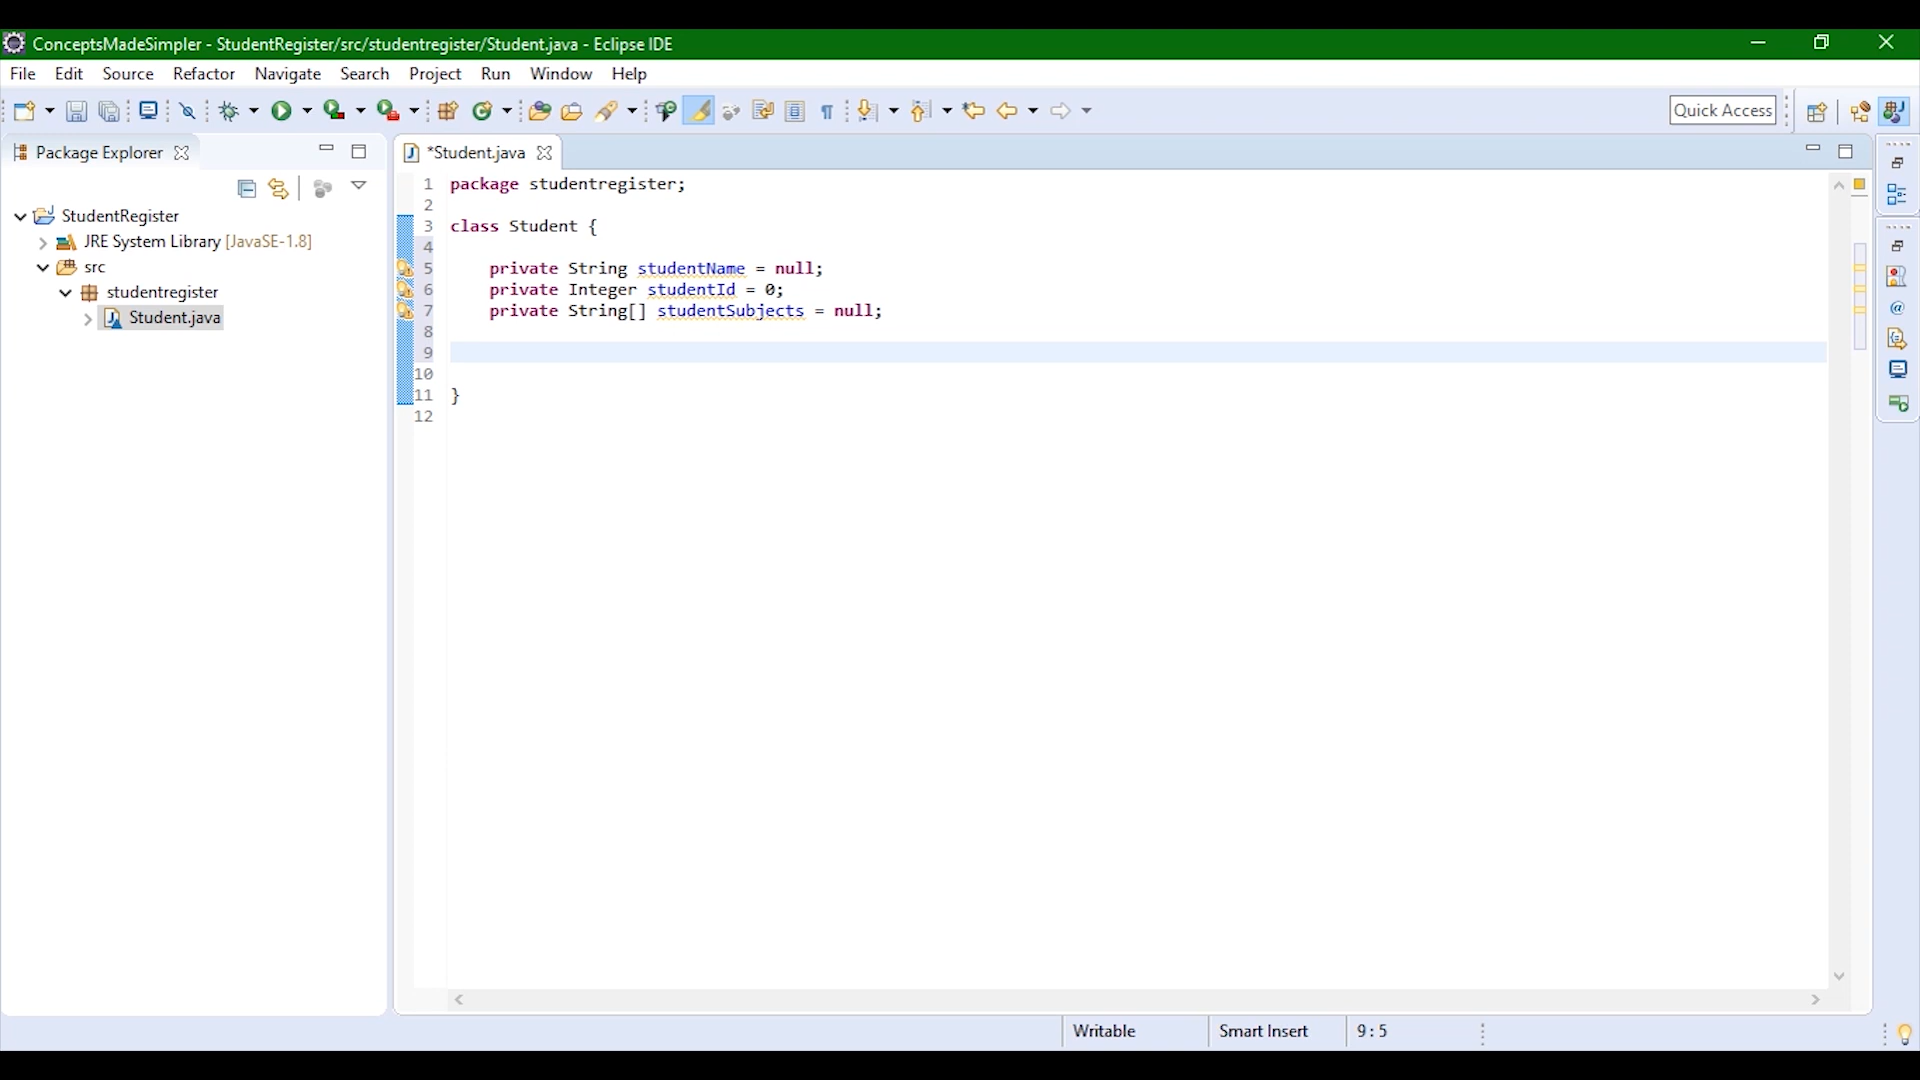 ConceptsMadeSimpler - StudentRegister/src/studentregister/Student.java - Eclipse IDE
File Edit Source Refactor Navigate Search Project Run Window Help
Quick Access
Package Explorer
*Student.java
StudentRegister
JRE System Library [JavaSE-1.8]
src
studentregister
Student.java
1 package studentregister;
2
3 class Student {
4
5 private String studentName = null;
6 private Integer studentId = 0;
7 private String[] studentSubjects = null;
8
9
10
11 }
12
Writable Smart Insert 9 : 5